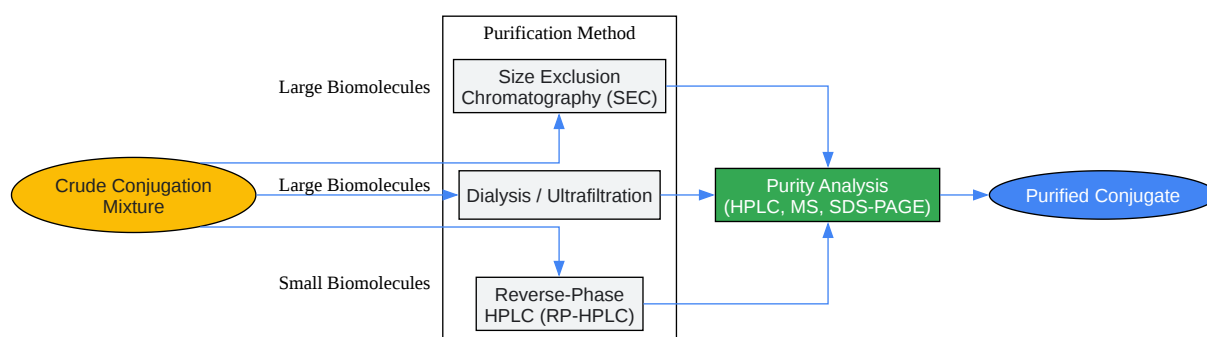 Purification Method
Large Biomolecules
Size Exclusion
Chromatography (SEC)
Crude Conjugation
Mixture
Large Biomolecules
Dialysis / Ultrafiltration
Purity Analysis
(HPLC, MS, SDS-PAGE)
Purified Conjugate
Small Biomolecules
Reverse-Phase
HPLC (RP-HPLC)